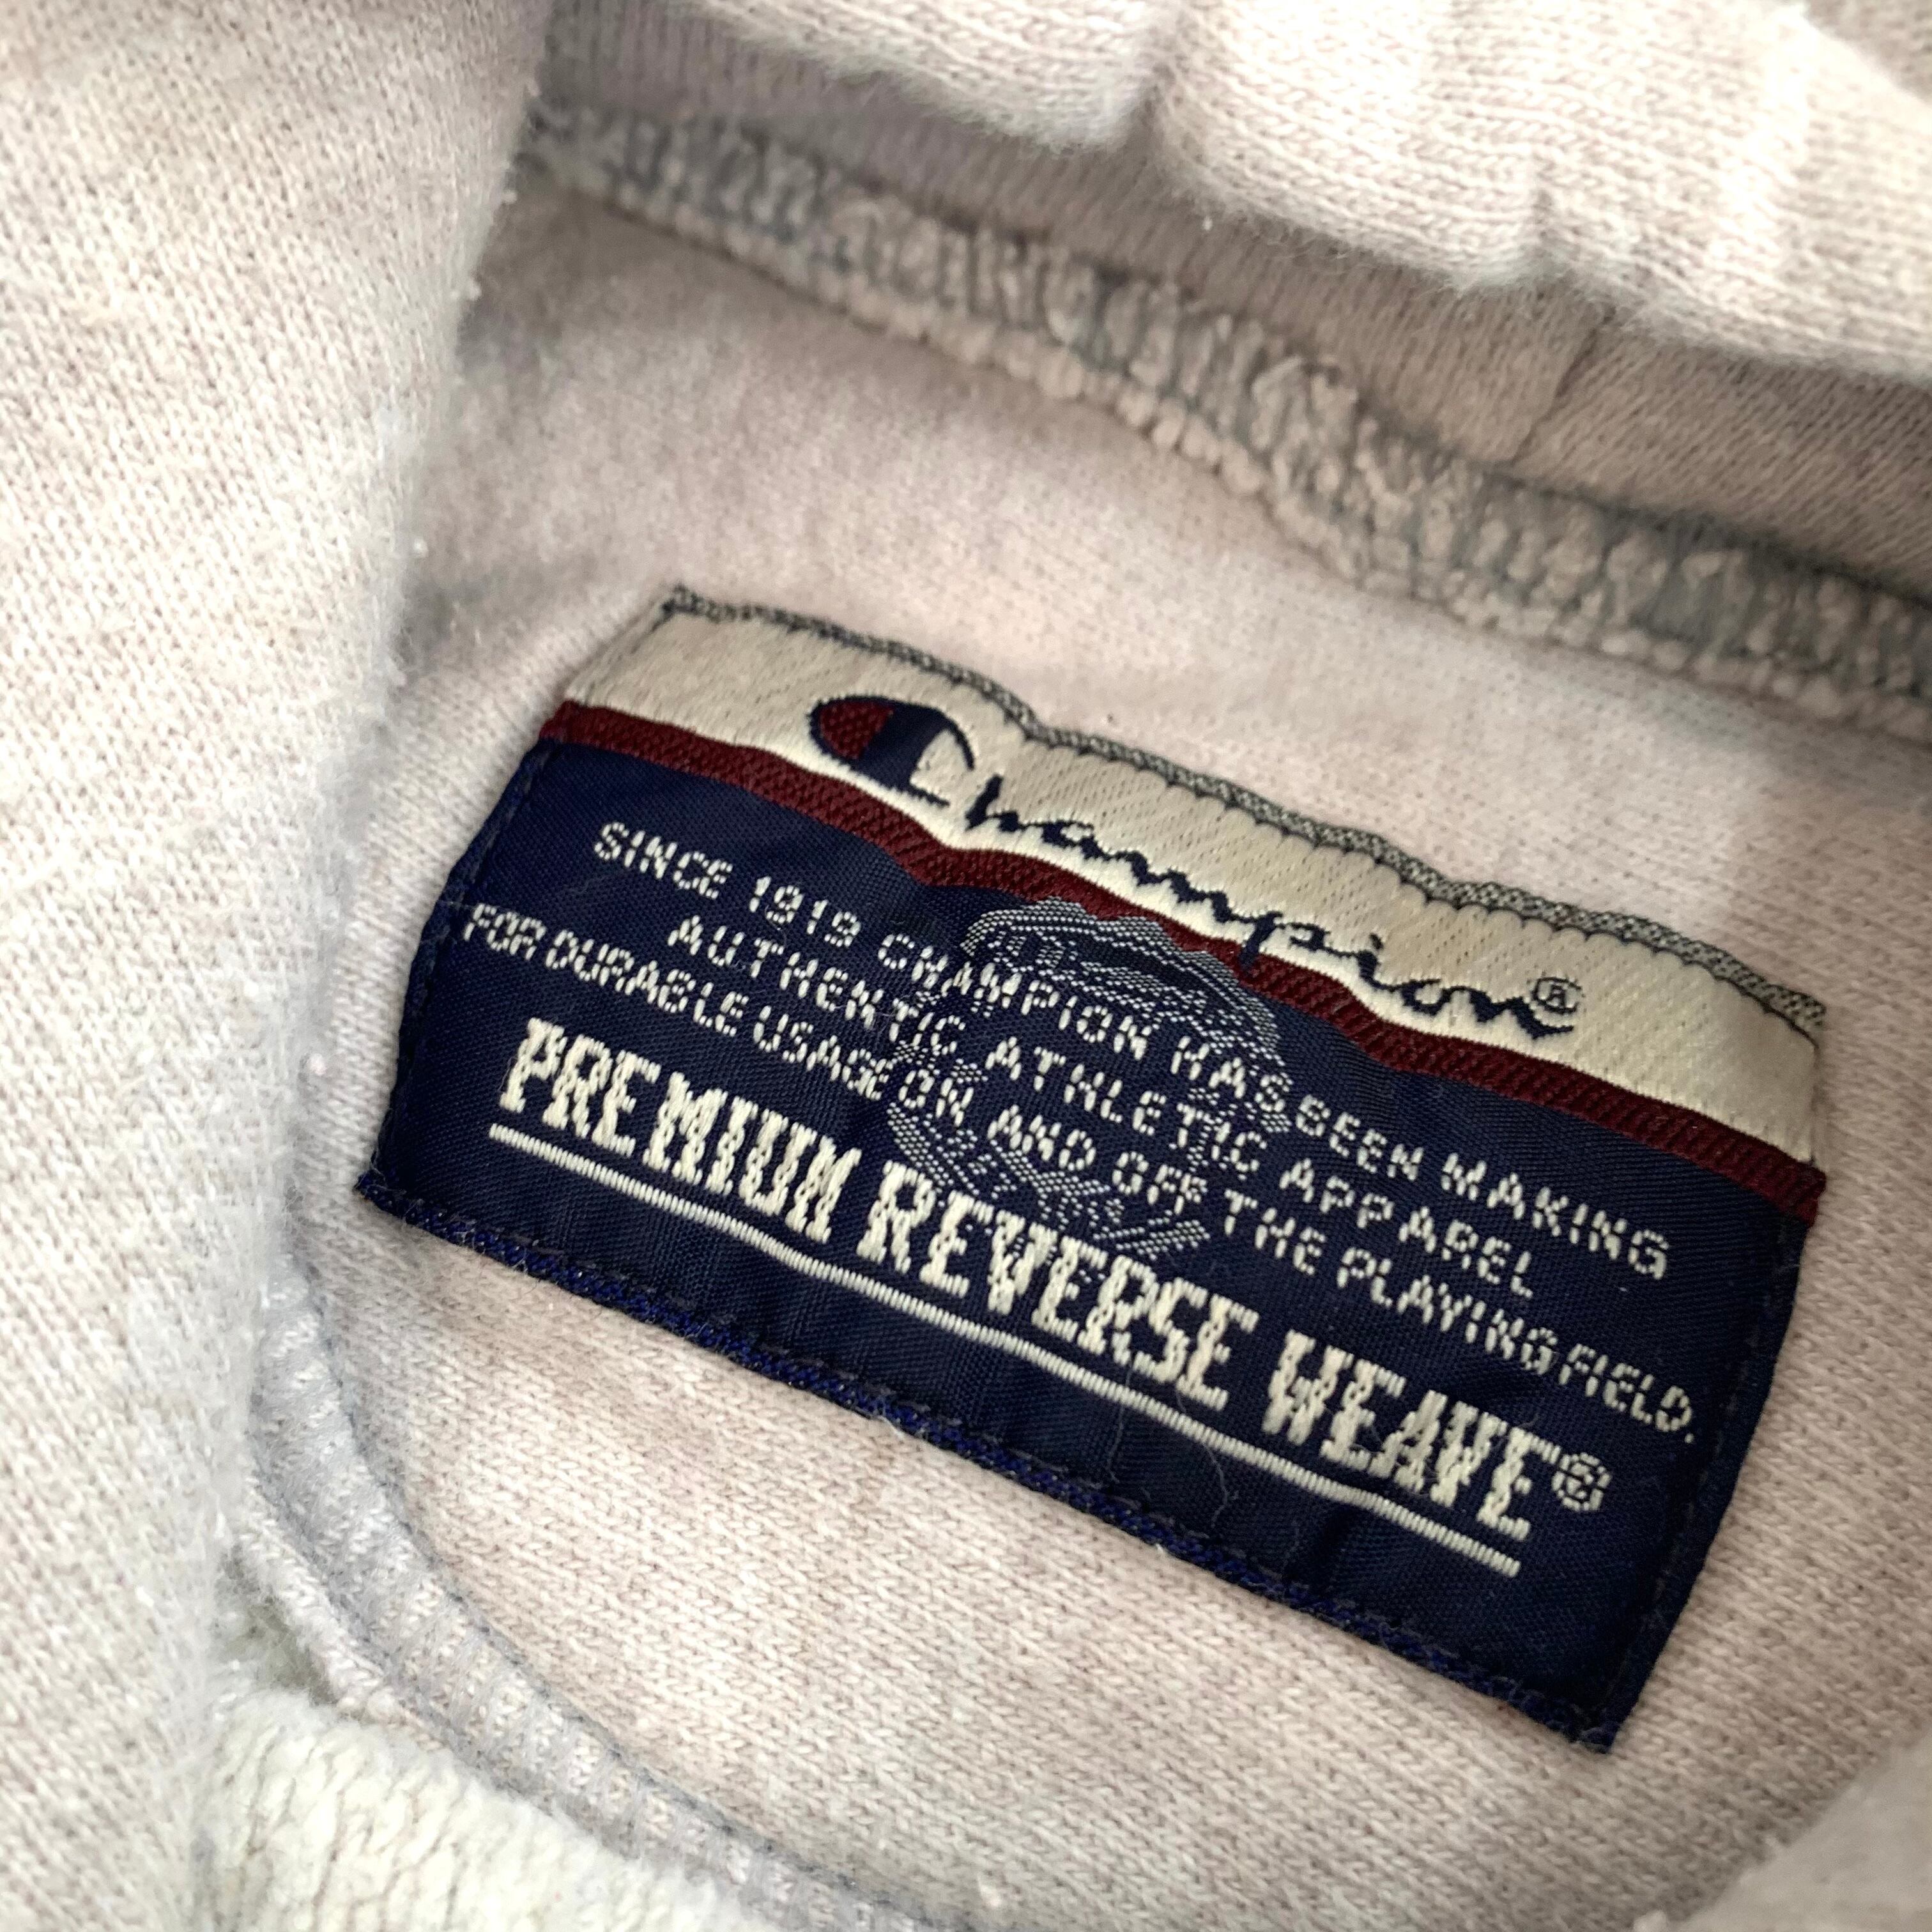 Champion®
SINCE 1919 CHAMPION HAS BEEN MAKING
AUTHENTIC ATHLETIC APPAREL
FOR DURABLE USAGE ON AND OFF THE PLAYING FIELD.
PREMIUM REVERSE WEAVE®